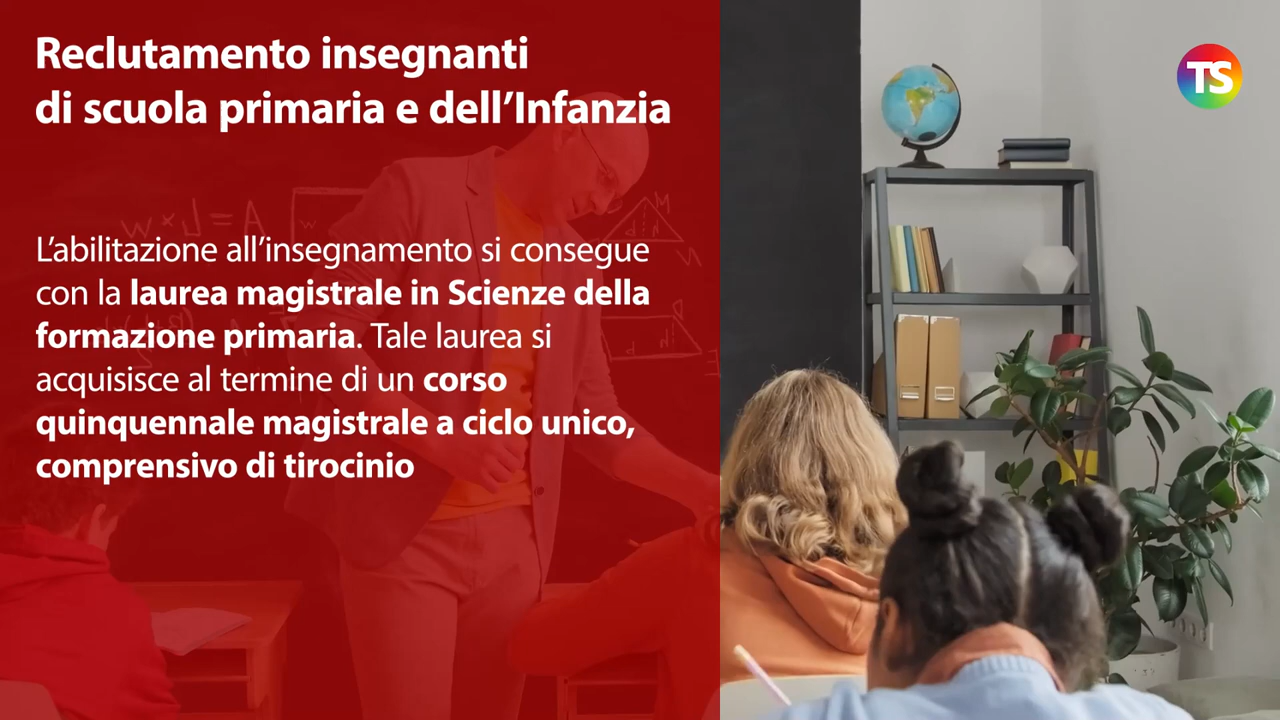 Reclutamento insegnanti
di scuola primaria e dell’Infanzia
TS
L’abilitazione all’insegnamento si consegue
con la laurea magistrale in Scienze della
formazione primaria. Tale laurea si
acquisisce al termine di un corso
quinquennale magistrale a ciclo unico,
comprensivo di tirocinio
A=L×w